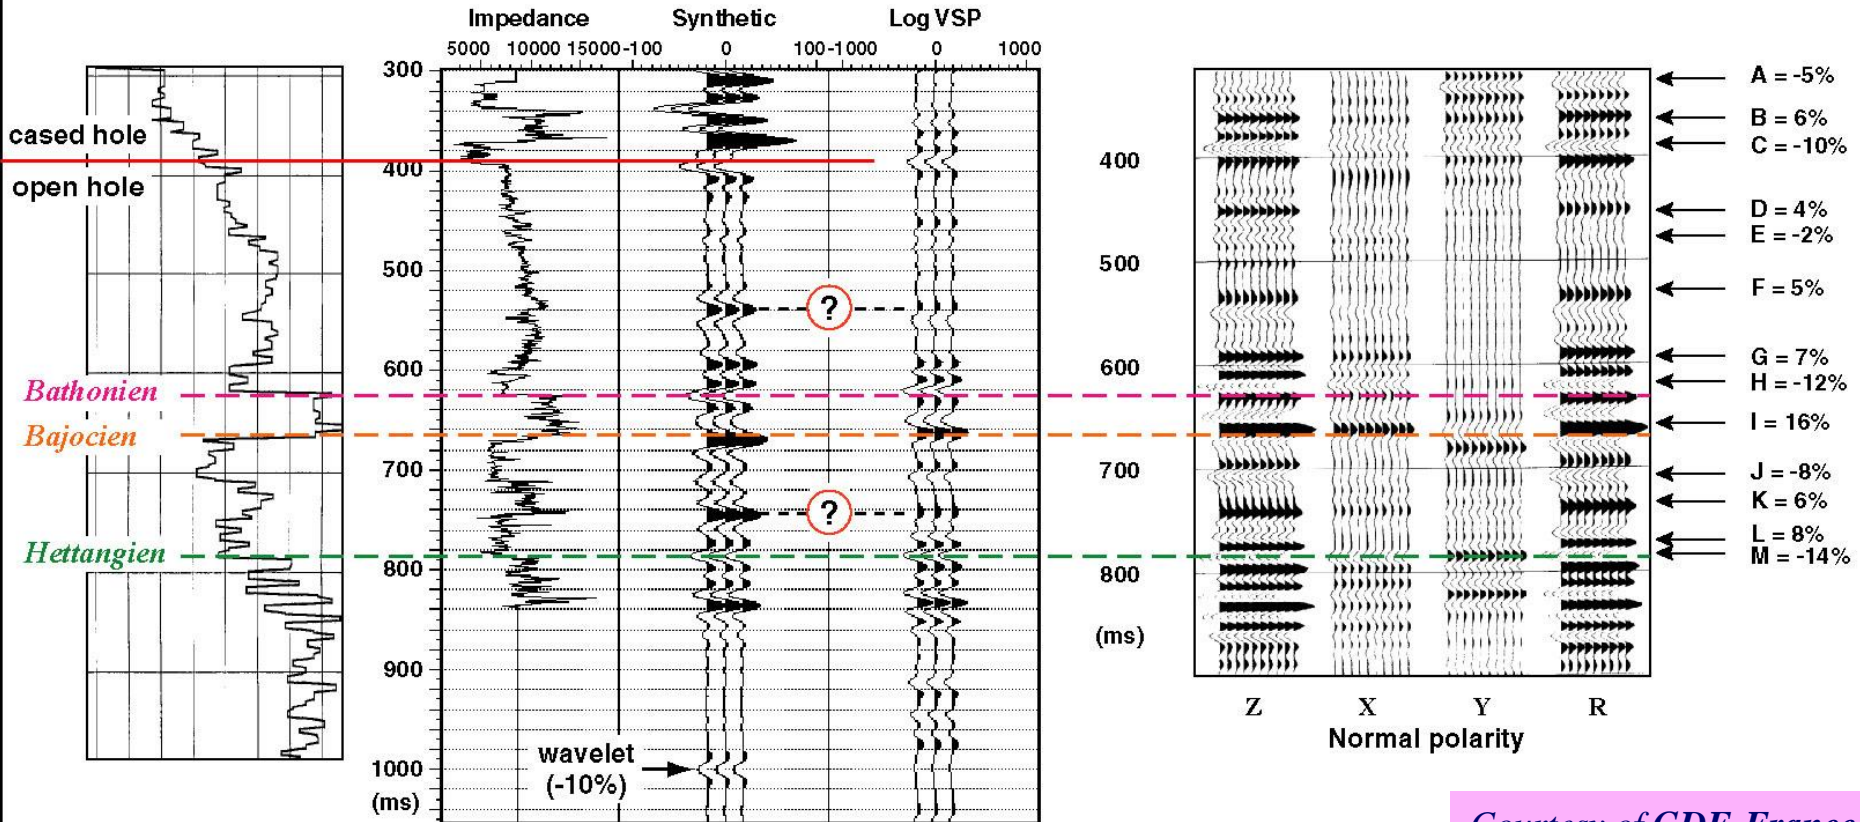 Impedance
Synthetic
Log VSP
5000 10000 15000 -100 0 100 -1000 0 1000
300
400
500
600
700
800
900
1000
(ms)
cased hole
open hole
Bathonien
Bajocien
Hettangien
?
?
wavelet
(-10%)
400
500
600
700
800
(ms)
Z X Y R
Normal polarity
A = -5%
B = 6%
C = -10%
D = 4%
E = -2%
F = 5%
G = 7%
H = -12%
I = 16%
J = -8%
K = 6%
L = 8%
M = -14%
Courtesy of GDF-France